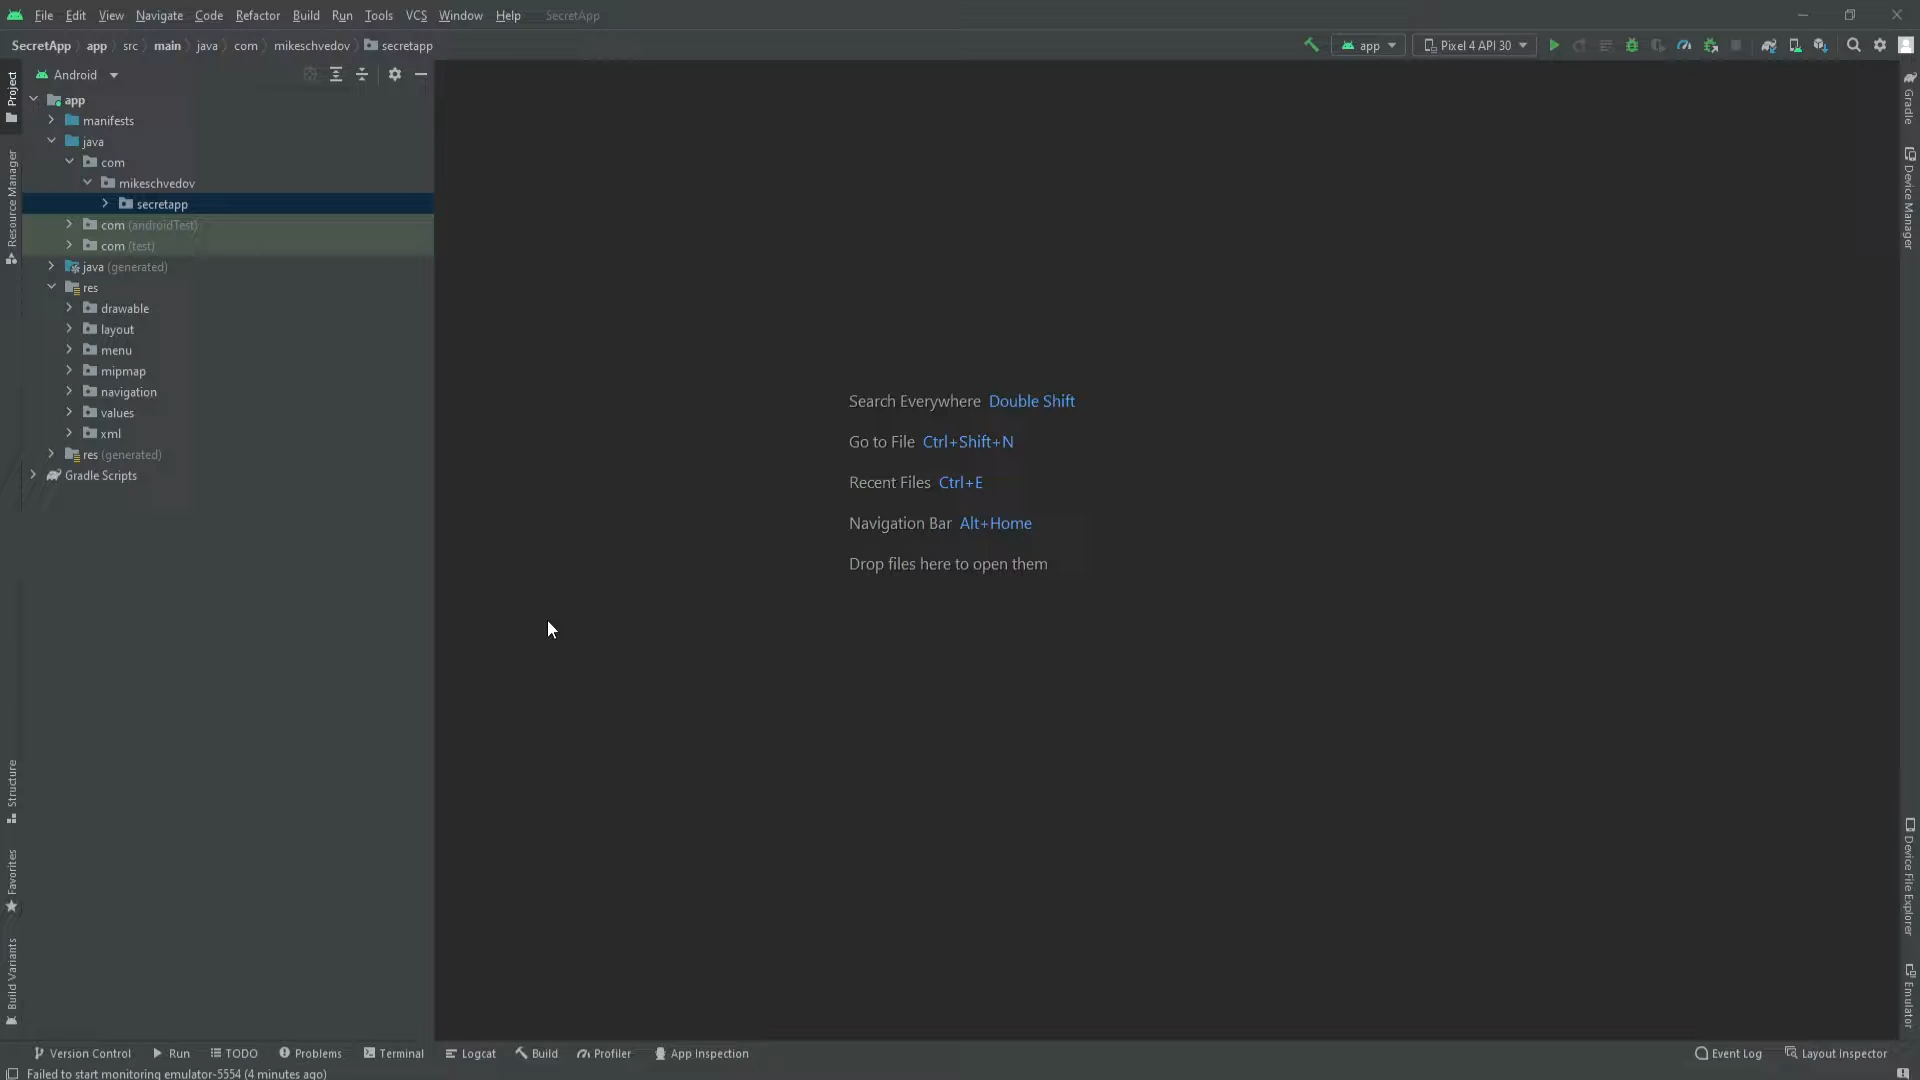 File Edit View Navigate Code Refactor Build Run Tools VCS Window Help SecretApp
SecretApp app src main java com mikeschvedov secretapp
app Pixel 4 API 30
Project
Resource Manager
Structure
Favorites
Build Variants
Android
app
manifests
java
com
mikeschvedov
secretapp
com (androidTest)
com (test)
java (generated)
res
drawable
layout
menu
mipmap
navigation
values
xml
res (generated)
Gradle Scripts
Search Everywhere Double Shift
Go to File Ctrl+Shift+N
Recent Files Ctrl+E
Navigation Bar Alt+Home
Drop files here to open them
Gradle
Device Manager
Device File Explorer
Emulator
Version Control Run TODO Problems Terminal Logcat Build Profiler App Inspection Event Log Layout Inspector
Failed to start monitoring emulator-5554 (4 minutes ago)